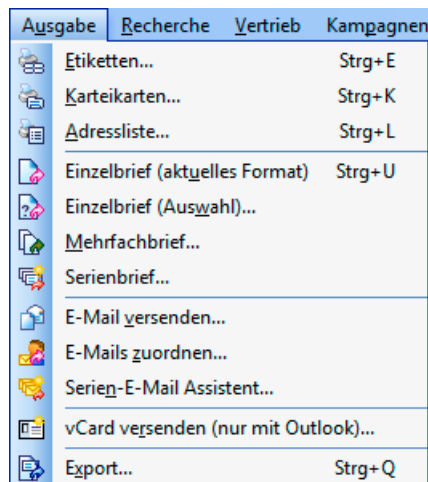 Ausgabe Recherche Vertrieb Kampagnen
Etiketten... Strg+E
Karteikarten... Strg+K
Adressliste... Strg+L
Einzelbrief (aktuelles Format) Strg+U
Einzelbrief (Auswahl)...
Mehrfachbrief...
Serienbrief...
E-Mail versenden...
E-Mails zuordnen...
Serien-E-Mail Assistent...
vCard versenden (nur mit Outlook)...
Export... Strg+Q